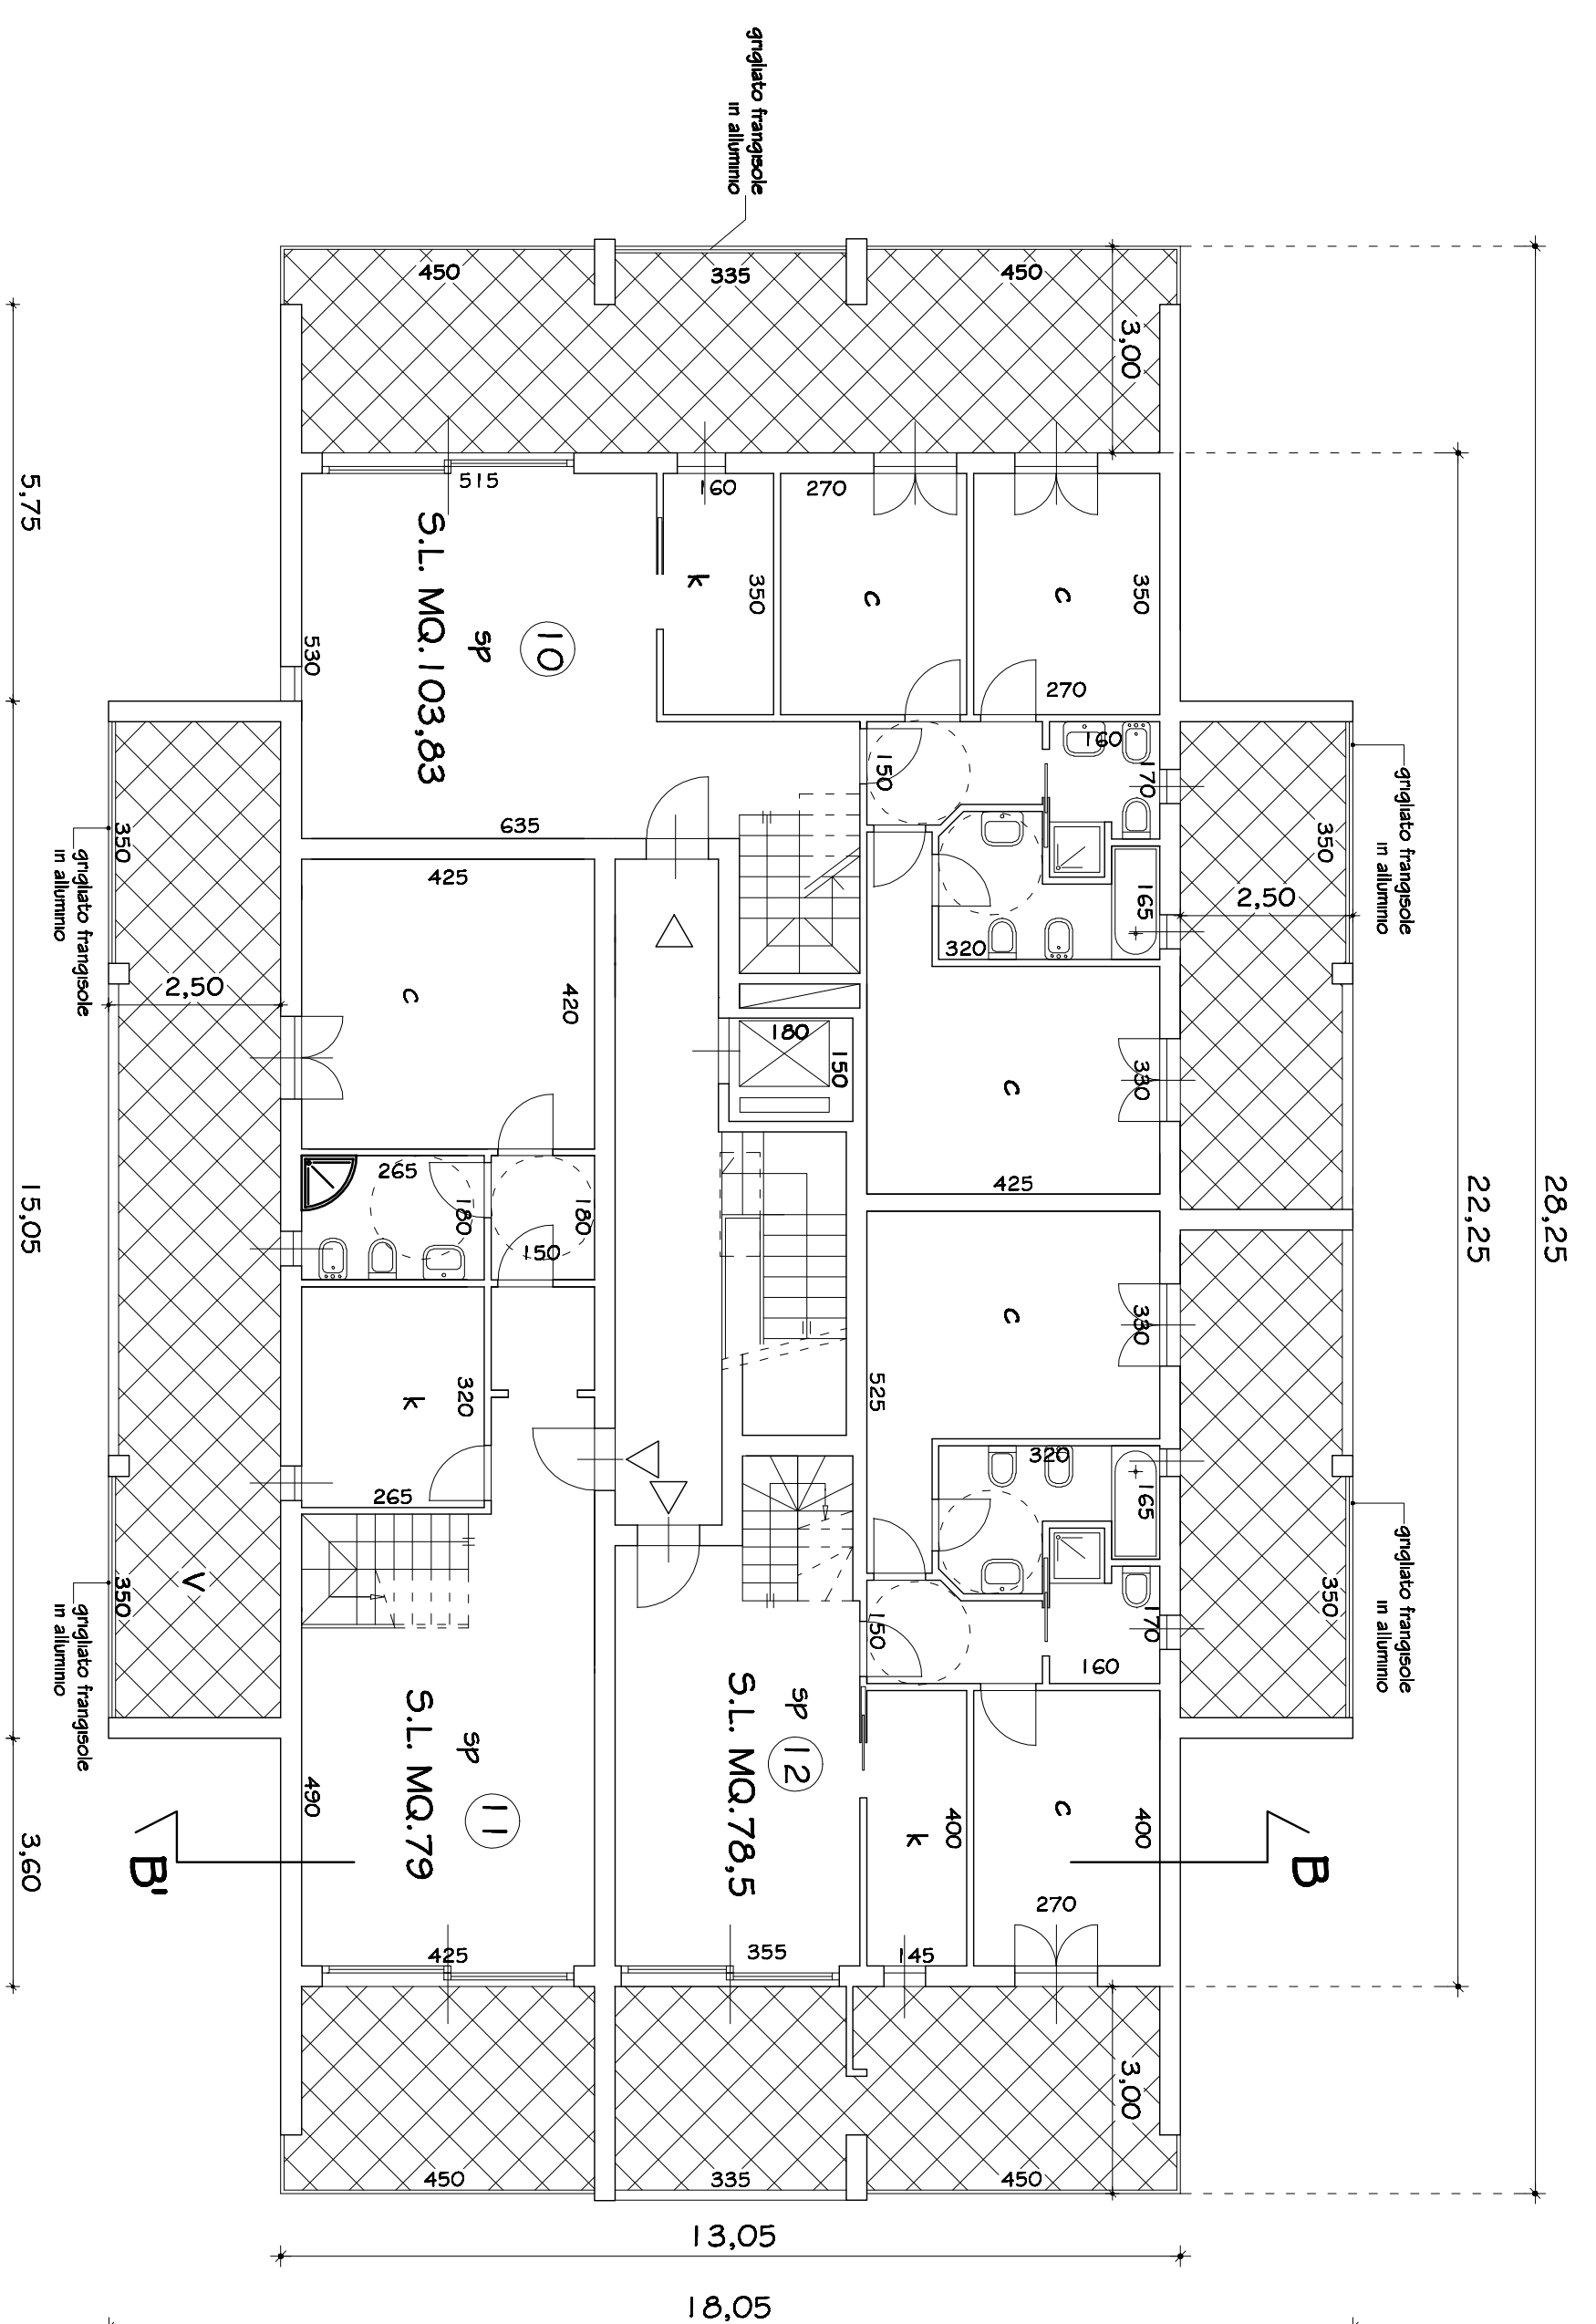 grigliato frangisole
in alluminio
450
335
450
3,00
28,25
22,25
5,75
15,05
3,60
515
160
270
350
350
k
c
c
S.L. MQ.103,83
sp
10
530
270
635
150
160
170
grigliato frangisole
in alluminio
350
350
grigliato frangisole
in alluminio
2,50
2,50
425
420
c
320
165
180
150
c
330
425
265
180
180
150
c
330
525
k
320
265
320
165
350
V
350
grigliato frangisole
in alluminio
grigliato frangisole
in alluminio
150
170
160
sp
12
S.L. MQ.78,5
sp
11
S.L. MQ.79
490
k
400
c
400
B'
B
270
425
355
145
3,00
450
335
450
13,05
18,05